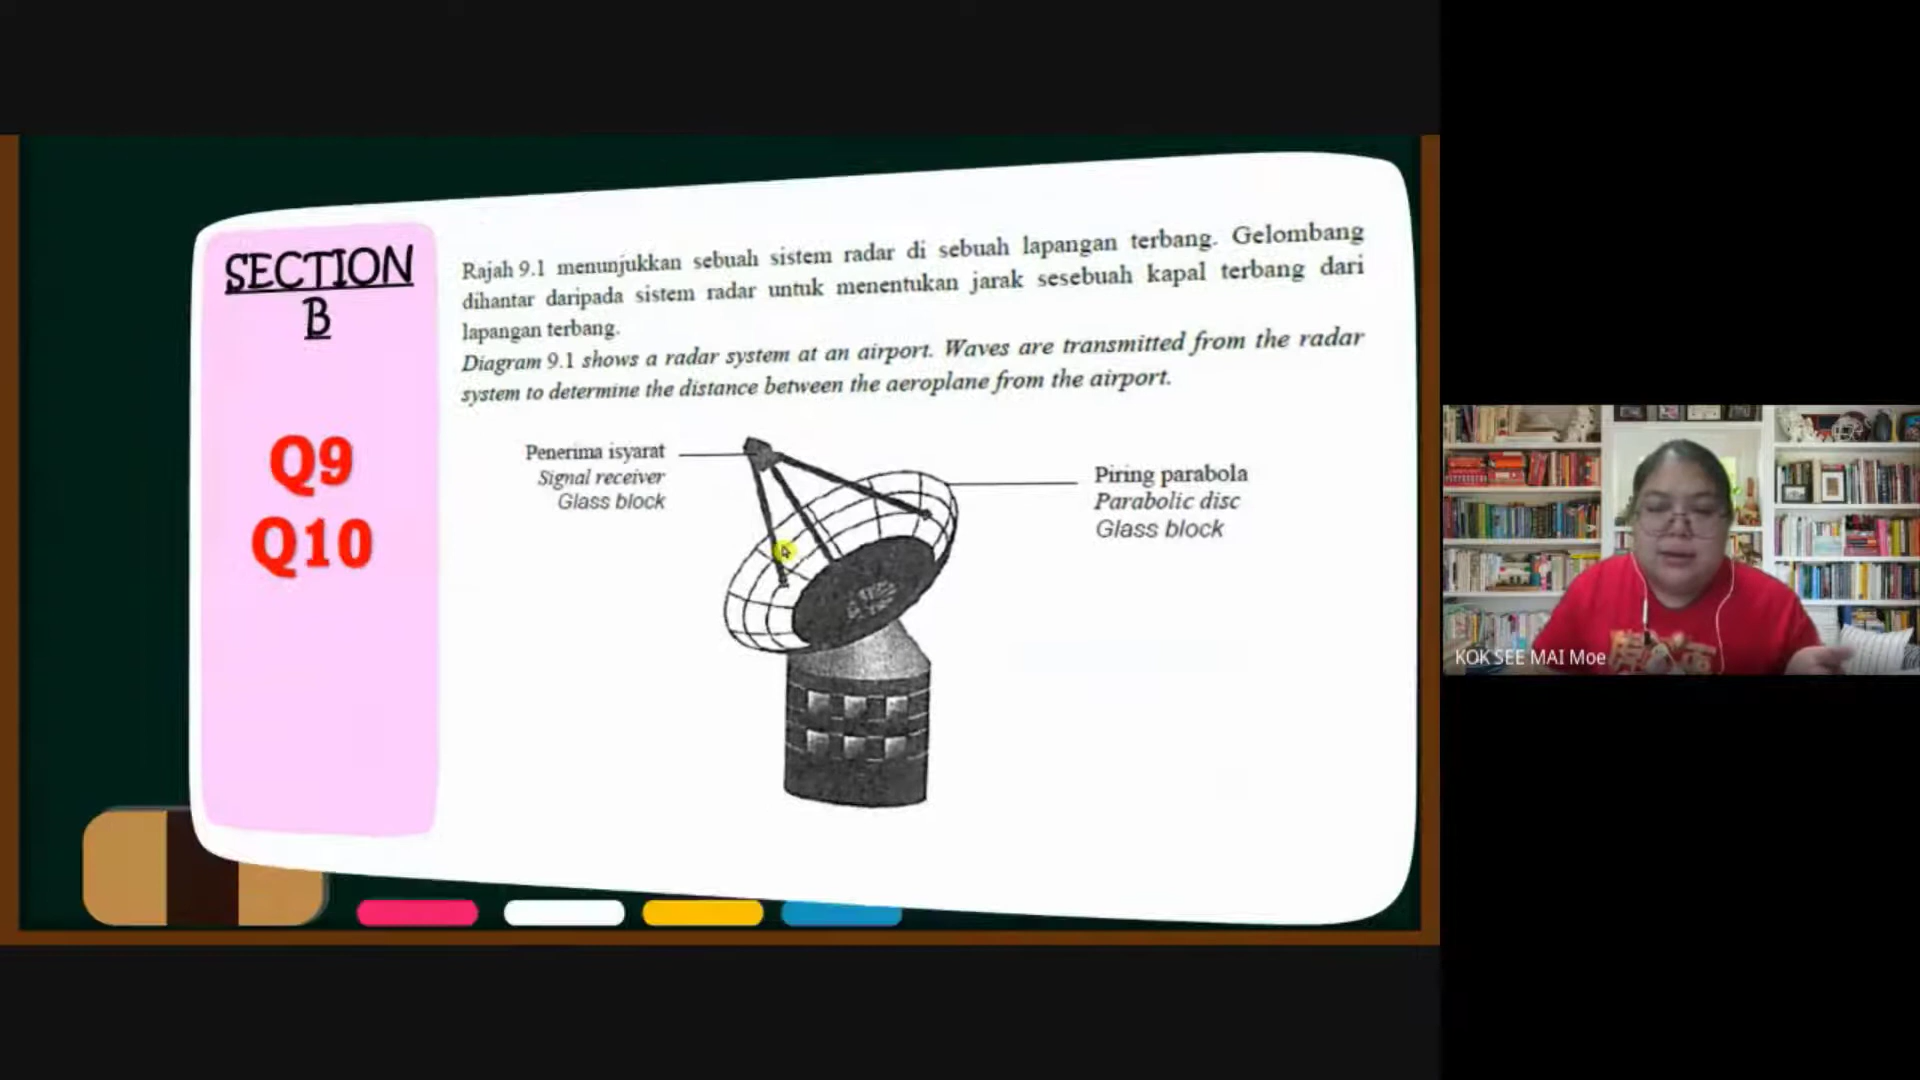 SECTION
B
Q9
Q10
Rajah 9.1 menunjukkan sebuah sistem radar di sebuah lapangan terbang. Gelombang
dihantar daripada sistem radar untuk menentukan jarak sesebuah kapal terbang dari
lapangan terbang.
Diagram 9.1 shows a radar system at an airport. Waves are transmitted from the radar
system to determine the distance between the aeroplane from the airport.
Penerima isyarat
Signal receiver
Glass block
Piring parabola
Parabolic disc
Glass block
KOK SEE MAI Moe